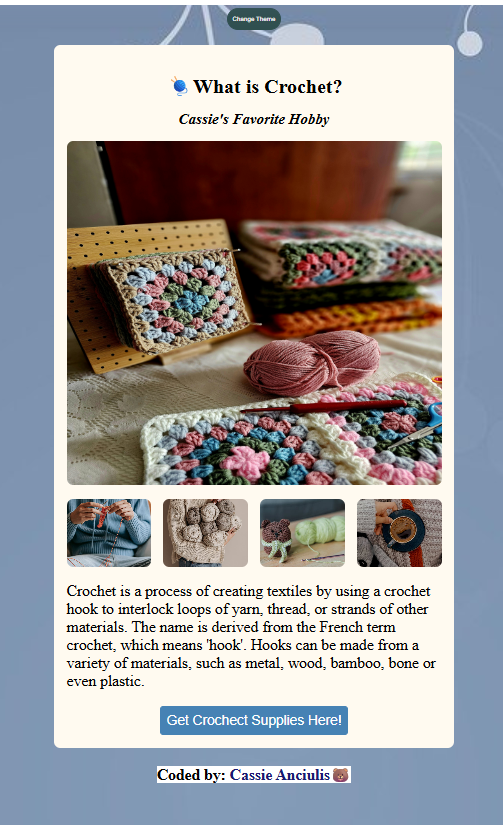 Change Theme
🧶 What is Crochet?
Cassie's Favorite Hobby
Crochet is a process of creating textiles by using a crochet
hook to interlock loops of yarn, thread, or strands of other
materials. The name is derived from the French term
crochet, which means 'hook'. Hooks can be made from a
variety of materials, such as metal, wood, bamboo, bone or
even plastic.
Get Crochect Supplies Here!
Coded by: Cassie Anciulis🐻